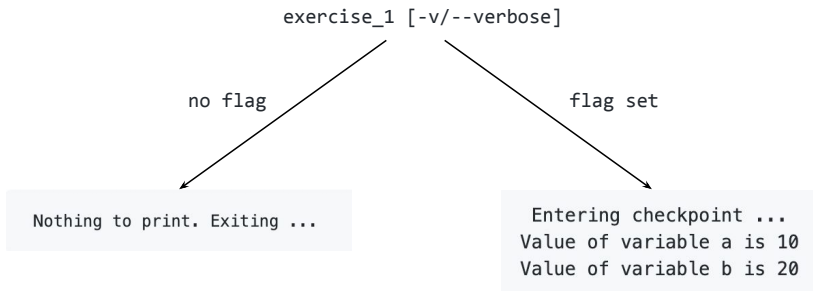 exercise_1 [-v/--verbose]
no flag
flag set
Nothing to print. Exiting ...
Entering checkpoint ...
Value of variable a is 10
Value of variable b is 20